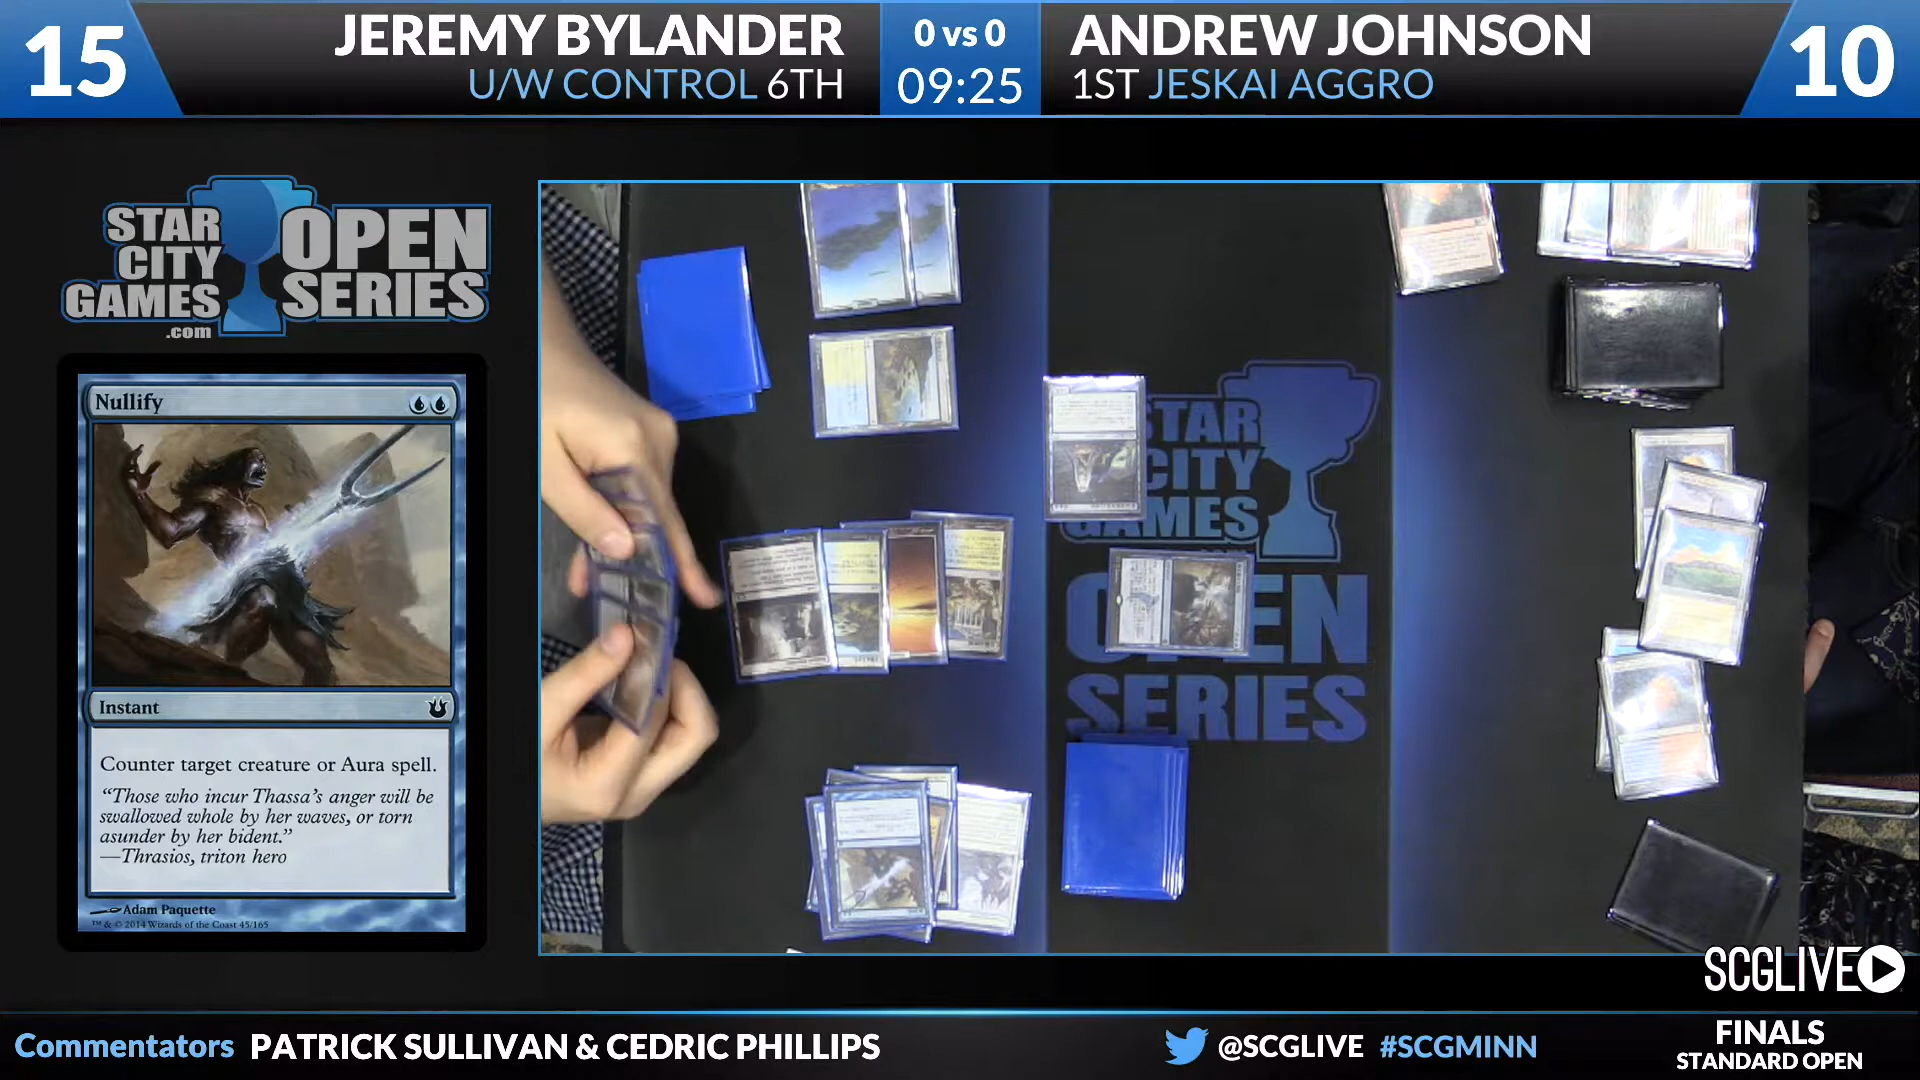 15
JEREMY BYLANDER
U/W CONTROL 6TH
0 vs 0
09:25
ANDREW JOHNSON
1ST JESKAI AGGRO
10
STAR
CITY
GAMES
.com
OPEN
SERIES
Nullify
Instant
Counter target creature or Aura spell.
“Those who incur Thassa’s anger will be
swallowed whole by her waves, or torn
asunder by her bident.”
—Thrasios, triton hero
Adam Paquette
™ & © 2014 Wizards of the Coast 45/165
STAR
CITY
GAMES
OPEN
SERIES
SCGLIVE
Commentators PATRICK SULLIVAN & CEDRIC PHILLIPS
@SCGLIVE #SCGMINN
FINALS
STANDARD OPEN